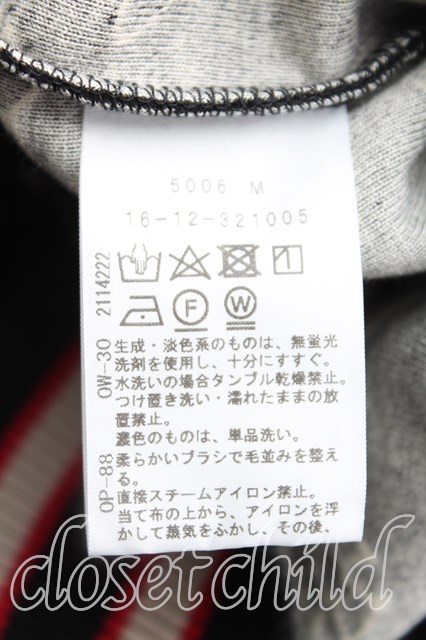 5006 M
16-12-321005
F W
OW-30 2114222
生成・淡色系のものは、無蛍光
洗剤を使用し、十分にすすぐ。
水洗いの場合タンブル乾燥禁止。
つけ置き洗い・濡れたままの放
置禁止。
濃色のものは、単品洗い。
OP-88
柔らかいブラシで毛並みを整え
る。
直接スチームアイロン禁止。
当て布の上から、アイロンを浮
かして蒸気をふかし、その後、
closetchild